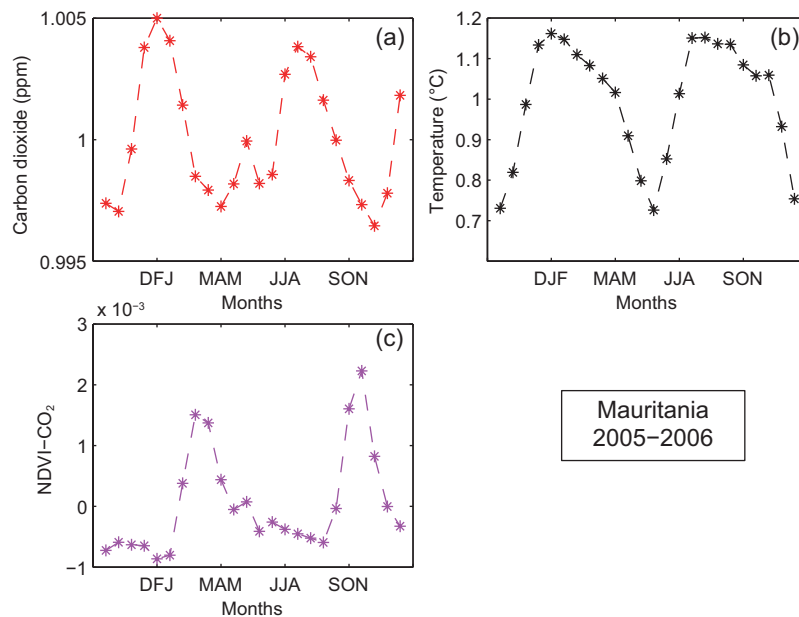 1.005
1
0.995
Carbon dioxide (ppm)
(a)
DFJ MAM JJA SON
Months
1.2
1.1
1
0.9
0.8
0.7
Temperature (°C)
(b)
DJF MAM JJA SON
Months
x 10⁻³
3
2
1
0
−1
NDVI−CO₂
(c)
DFJ MAM JJA SON
Months
Mauritania
2005−2006